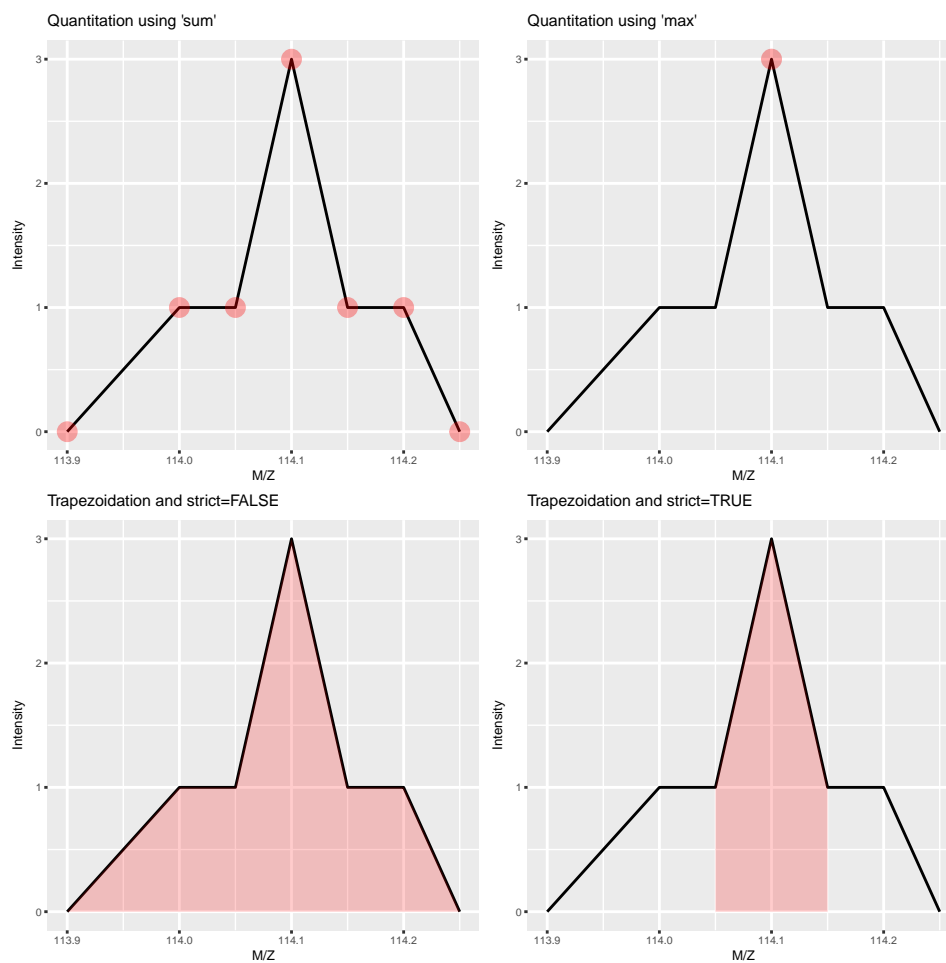 Quantitation using 'sum'
3
2
1
0
Intensity
113.9 114.0 114.1 114.2
M/Z
Quantitation using 'max'
3
2
1
0
Intensity
113.9 114.0 114.1 114.2
M/Z
Trapezoidation and strict=FALSE
3
2
1
0
Intensity
113.9 114.0 114.1 114.2
M/Z
Trapezoidation and strict=TRUE
3
2
1
0
Intensity
113.9 114.0 114.1 114.2
M/Z